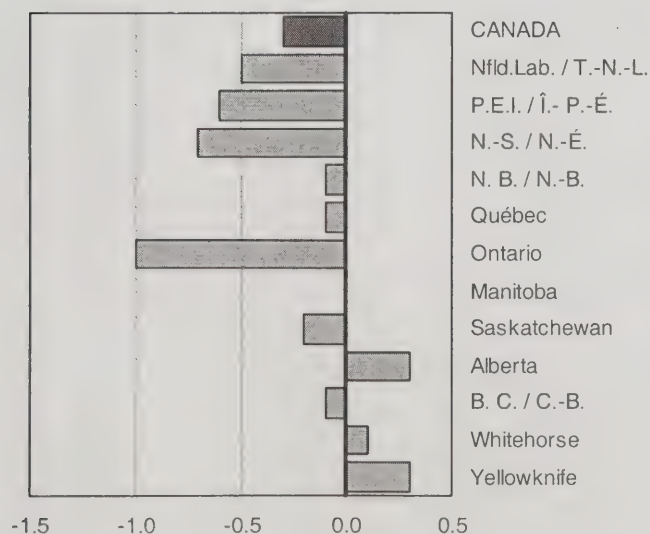 CANADA
Nfld.Lab. / T.-N.-L.
P.E.I. / Î.- P.-É.
N.-S. / N.-É.
N. B. / N.-B.
Québec
Ontario
Manitoba
Saskatchewan
Alberta
B. C. / C.-B.
Whitehorse
Yellowknife
-1.5 -1.0 -0.5 0.0 0.5